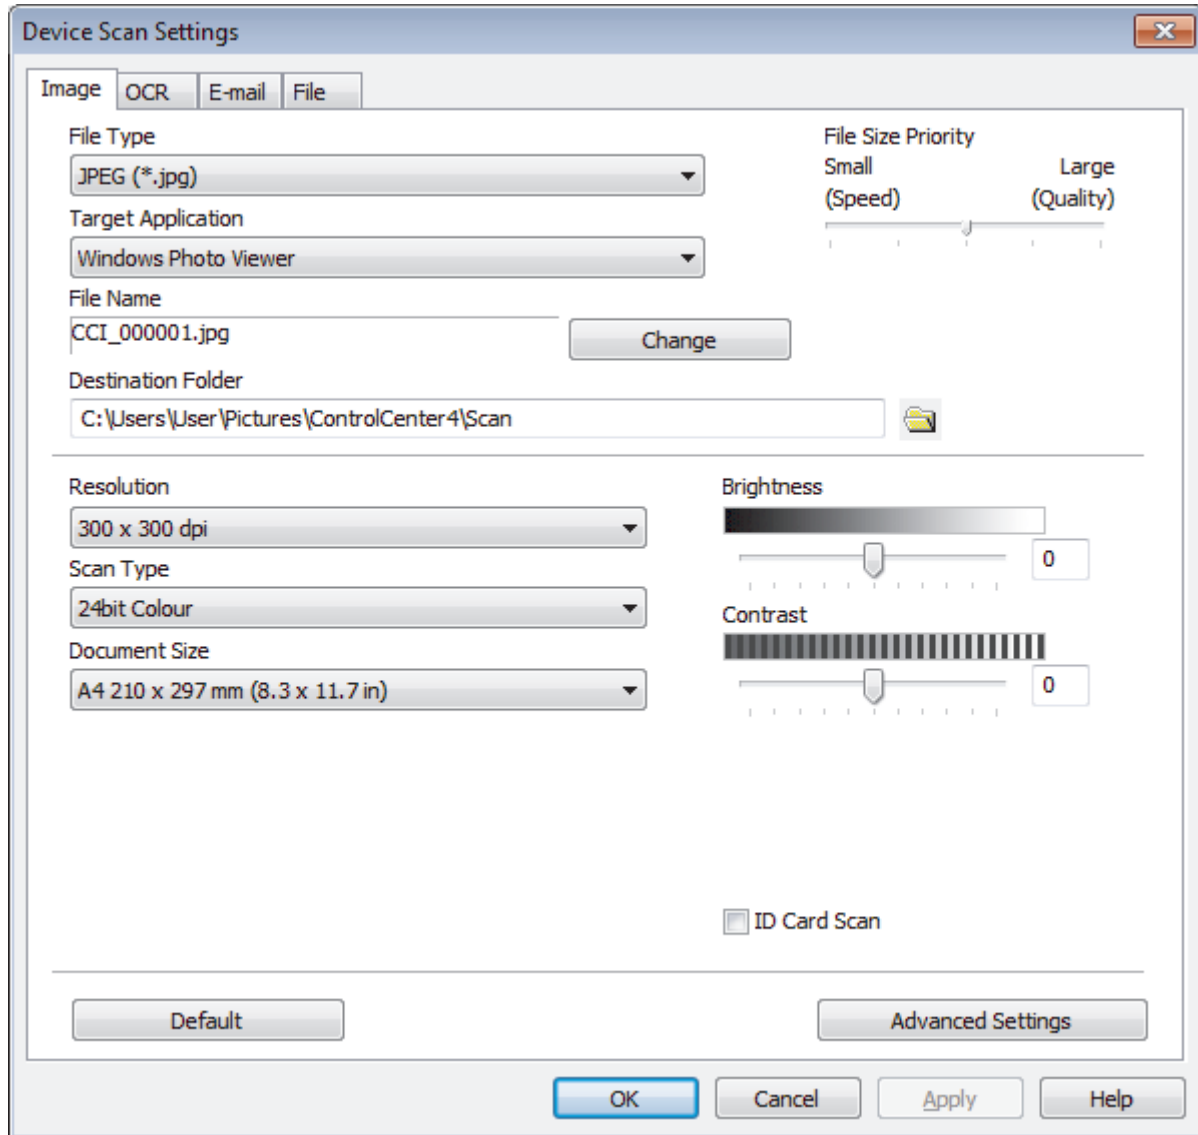 Device Scan Settings
Image OCR E-mail File
File Type
JPEG (*.jpg)
Target Application
Windows Photo Viewer
File Name
CCI_000001.jpg
Change
Destination Folder
C:\Users\User\Pictures\ControlCenter4\Scan
File Size Priority
Small Large
(Speed) (Quality)
Resolution
300 x 300 dpi
Scan Type
24bit Colour
Document Size
A4 210 x 297 mm (8.3 x 11.7 in)
Brightness
0
Contrast
0
ID Card Scan
Default Advanced Settings
OK Cancel Apply Help